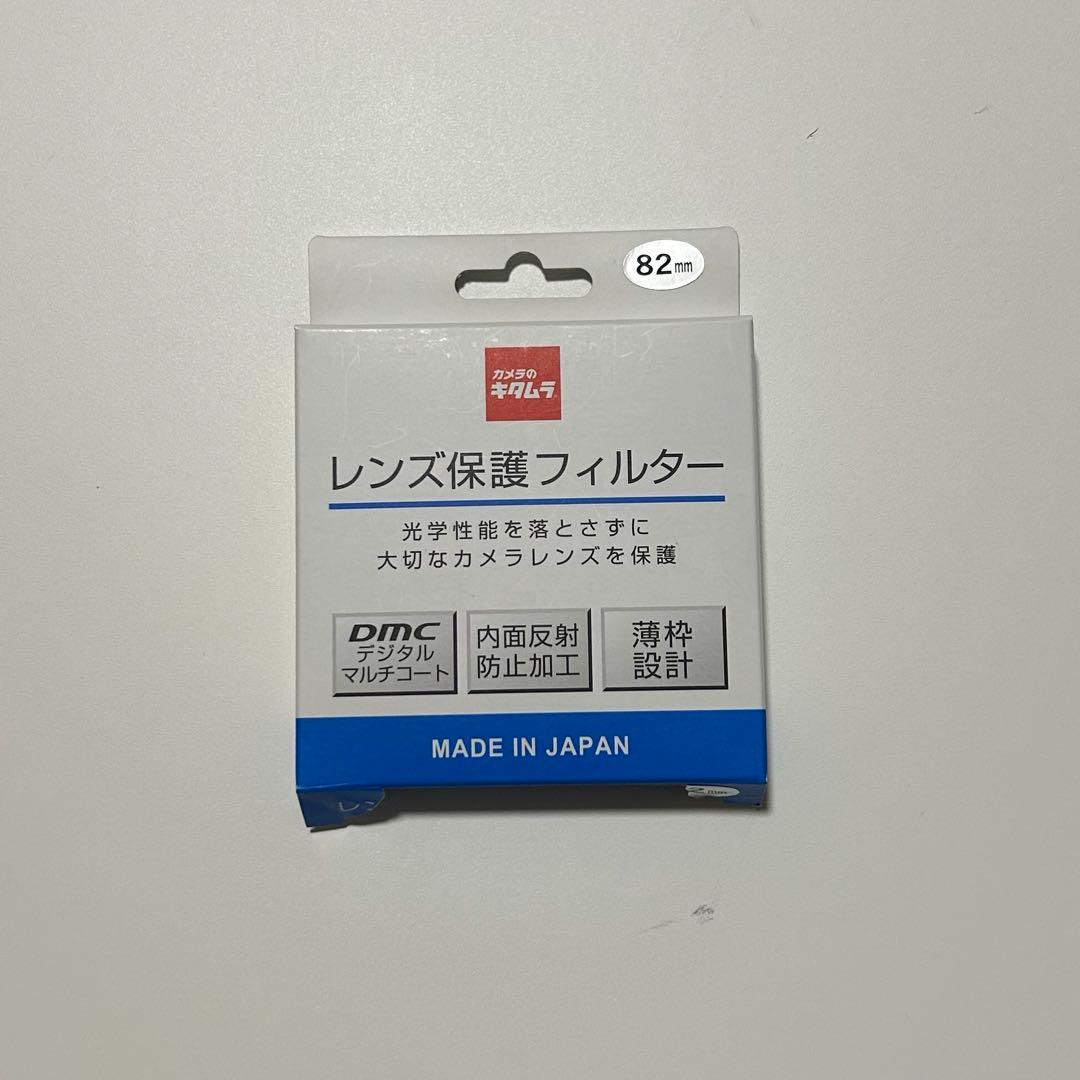 82mm
カメラの
キタムラ
レンズ保護フィルター
光学性能を落とさずに
大切なカメラレンズを保護
DMC
デジタル
マルチコート
内面反射
防止加工
薄枠
設計
MADE IN JAPAN
レン
2mm